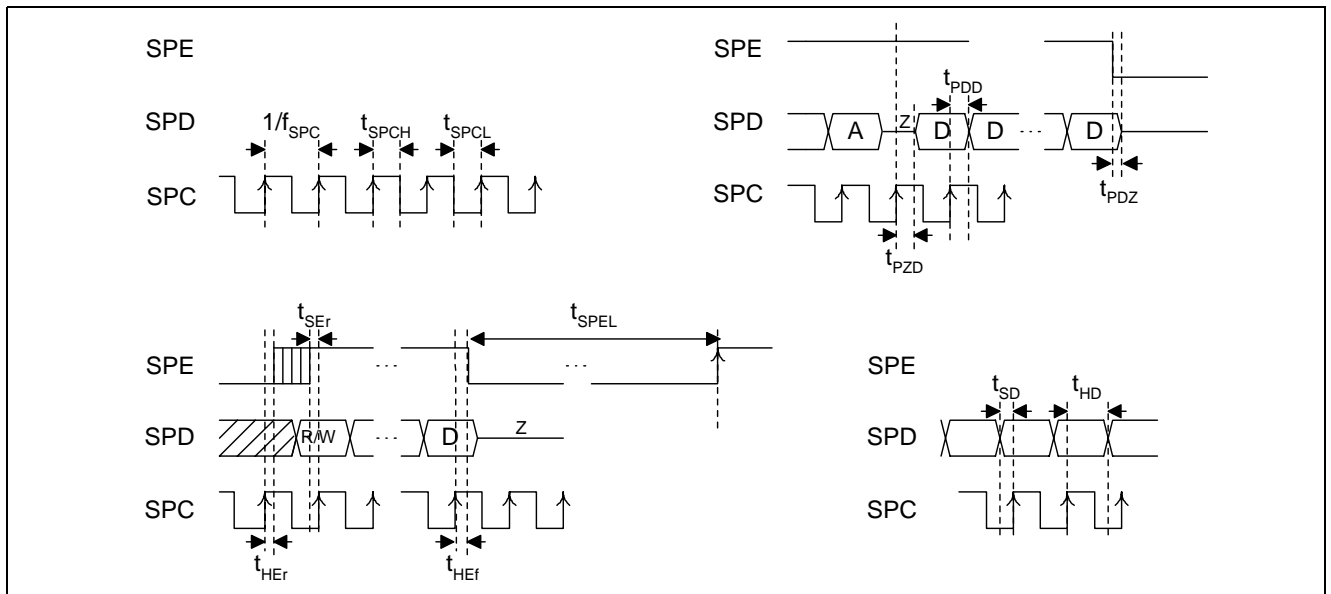 SPE
SPD
1/fSPC tSPCH tSPCL
SPC
SPE
tPDD
SPD A Z D D ... D
SPC
tPDZ
tPZD
tSEr tSPEL
SPE ... ...
SPD R/W ... D Z
SPC
tHEr tHEf
SPE
tSD tHD
SPD
SPC